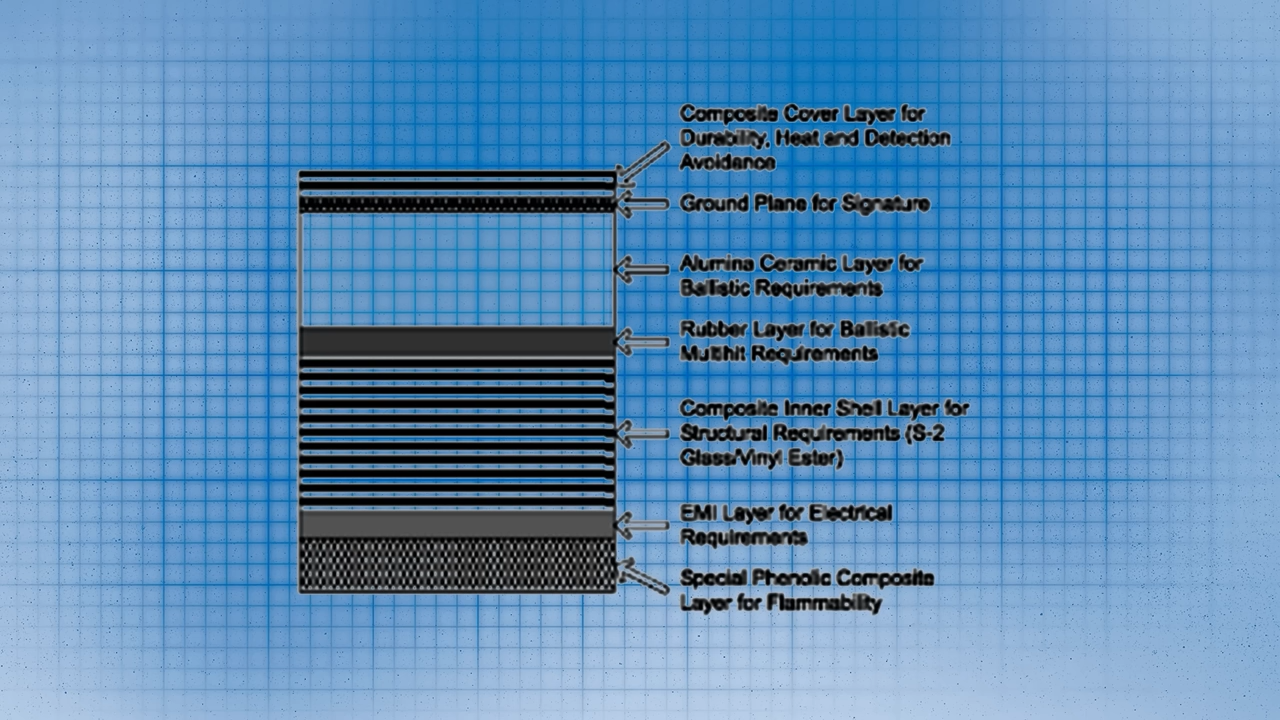 Composite Cover Layer for
Durability, Heat and Detection
Avoidance
Ground Plane for Signature
Alumina Ceramic Layer for
Ballistic Requirements
Rubber Layer for Ballistic
Multihit Requirements
Composite Inner Shell Layer for
Structural Requirements (S-2
Glass/Vinyl Ester)
EMI Layer for Electrical
Requirements
Special Phenolic Composite
Layer for Flammability